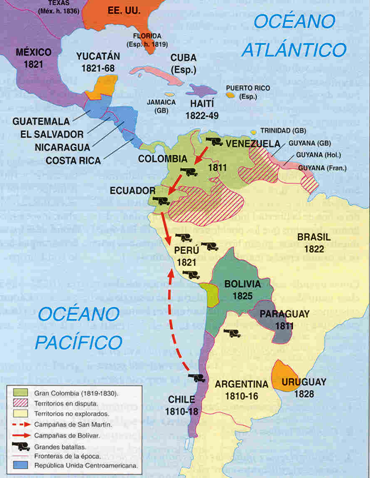 TEXAS
(Méx. h. 1836)
EE. UU.
OCÉANO
ATLÁNTICO
FLORIDA
(Esp. h. 1819)
MÉXICO
1821
YUCATÁN
1821-68
CUBA
(Esp.)
PUERTO RICO
(Esp.)
JAMAICA
(GB)
HAITÍ
1822-49
GUATEMALA
EL SALVADOR
NICARAGUA
COSTA RICA
TRINIDAD (GB)
VENEZUELA
GUYANA (GB)
GUYANA (Hol.)
GUYANA (Fran.)
COLOMBIA
1811
ECUADOR
PERÚ
1821
BRASIL
1822
BOLIVIA
1825
PARAGUAY
1811
OCÉANO
PACÍFICO
CHILE
1810-18
ARGENTINA
1810-16
URUGUAY
1828
Gran Colombia (1819-1830).
Territorios en disputa.
Territorios no explorados.
Campañas de San Martín.
Campañas de Bolívar.
Grandes batallas.
Fronteras de la época.
República Unida Centroamericana.